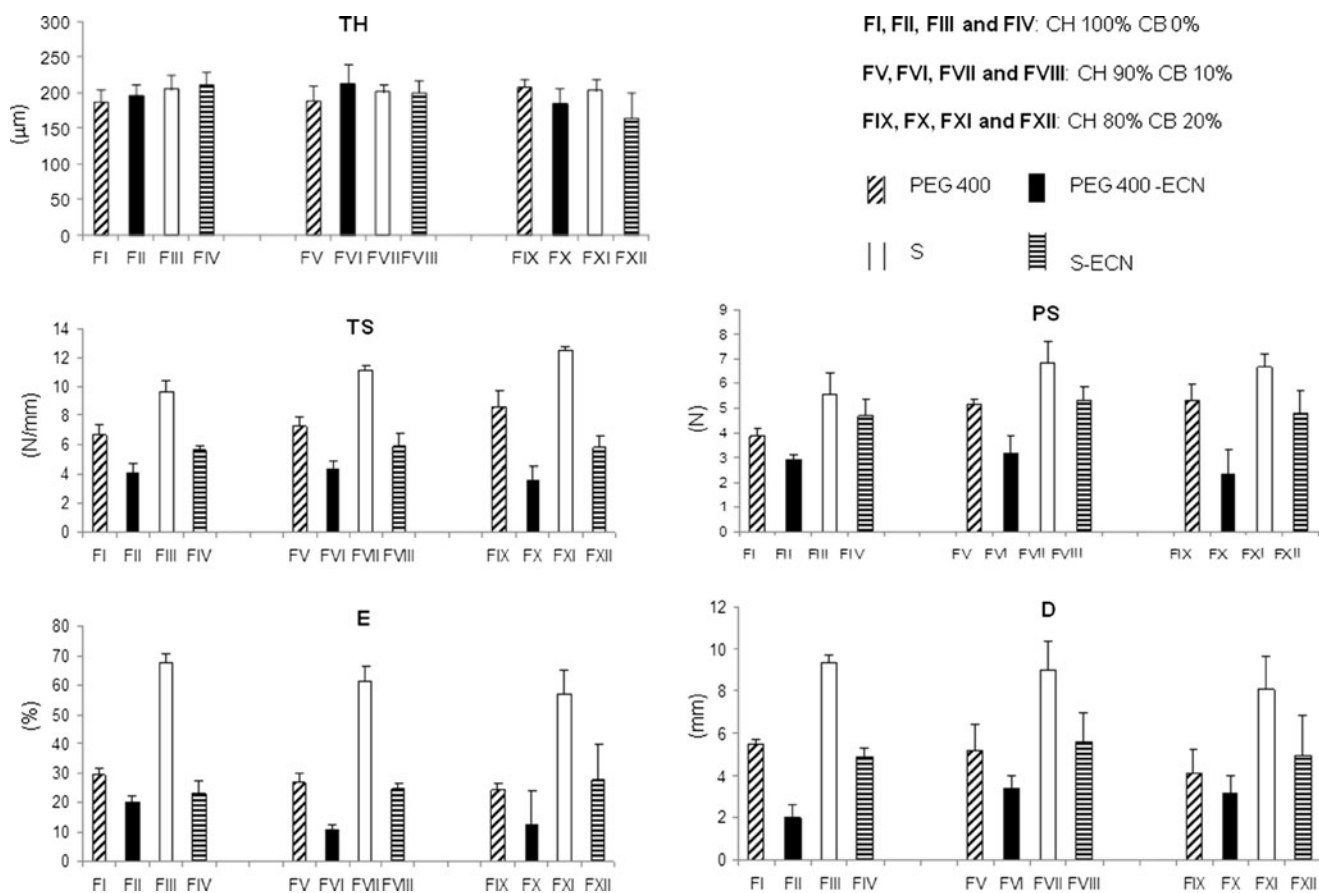 TH
300
250
200
150
100
50
0
(µm)
FI FII FIII FIV FV FVI FVII FVIII FIX FX FXI FXII
FI, FII, FIII and FIV: CH 100% CB 0%
FV, FVI, FVII and FVIII: CH 90% CB 10%
FIX, FX, FXI and FXII: CH 80% CB 20%
PEG 400 PEG 400 -ECN
S S-ECN
TS
14
12
10
8
6
4
2
0
(N/mm)
FI FII FIII FIV FV FVI FVII FVIII FIX FX FXI FXII
PS
9
8
7
6
5
4
3
2
1
0
(N)
FI FII FIII FIV FV FVI FVII FVIII FIX FX FXI FXII
E
80
70
60
50
40
30
20
10
0
(%)
FI FII FIII FIV FV FVI FVII FVIII FIX FX FXI FXII
D
12
10
8
6
4
2
0
(mm)
FI FII FIII FIV FV FVI FVII FVIII FIX FX FXI FXII